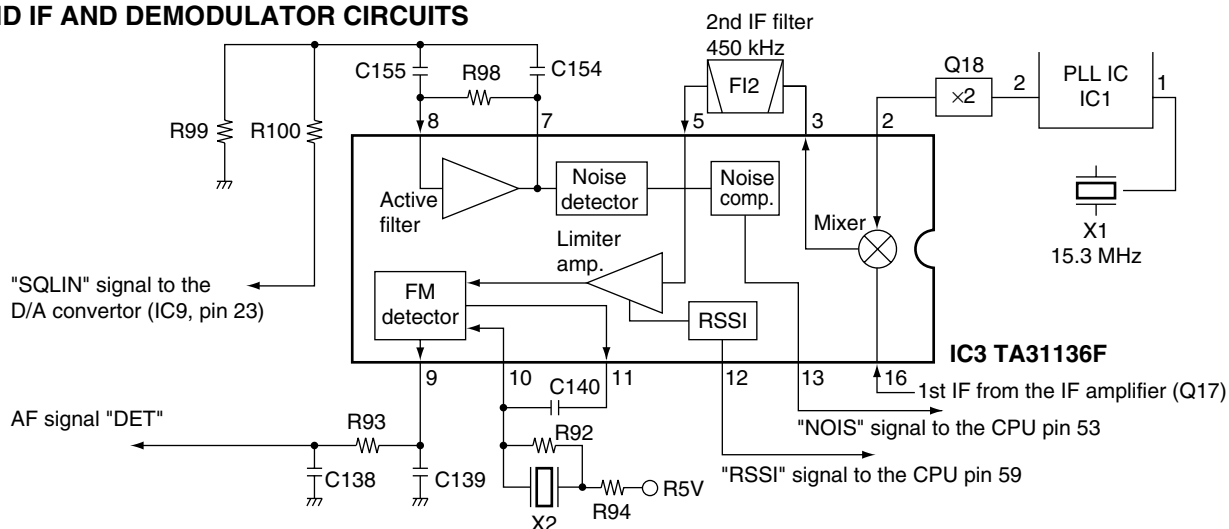 ND IF AND DEMODULATOR CIRCUITS
2nd IF filter
450 kHz
C155
R98
C154
FI2
Q18
×2
2
PLL IC
IC1
1
R99
R100
8
7
5
3
2
Active
filter
Noise
detector
Noise
comp.
Mixer
X1
15.3 MHz
Limiter
amp.
"SQLIN" signal to the
D/A convertor (IC9, pin 23)
FM
detector
RSSI
IC3 TA31136F
9
10
11
12
13
16
C140
1st IF from the IF amplifier (Q17)
AF signal "DET"
R93
R92
"NOIS" signal to the CPU pin 53
C138
C139
"RSSI" signal to the CPU pin 59
R5V
X2
R94